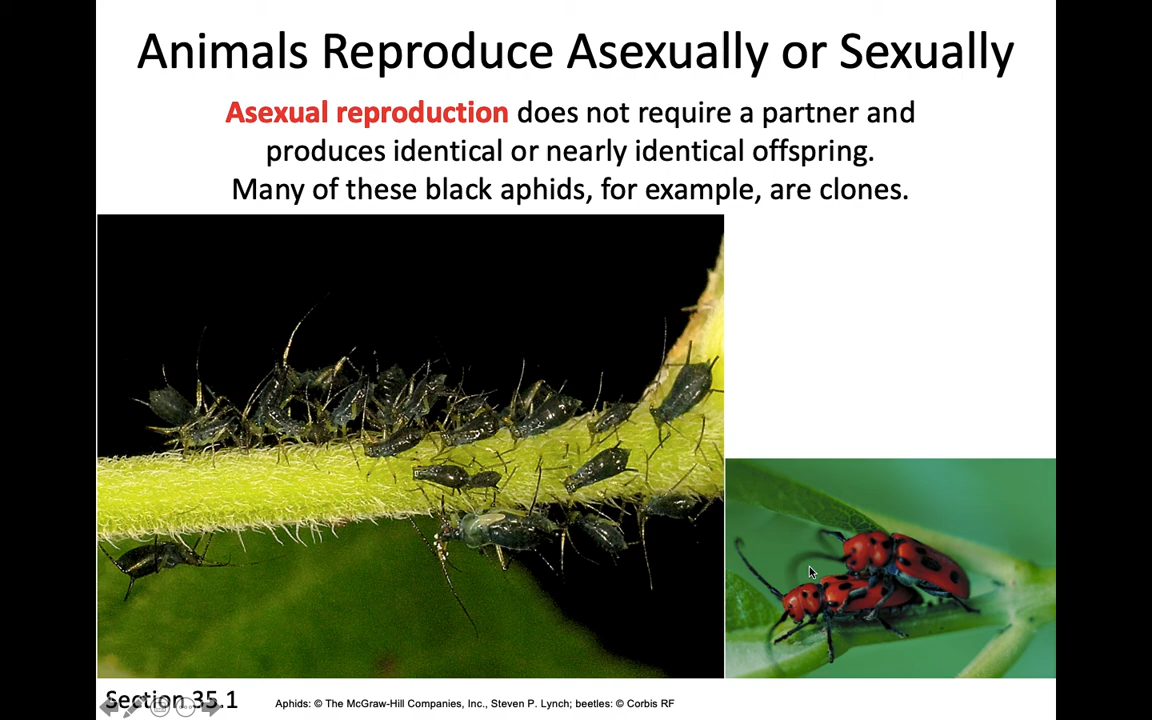 Animals Reproduce Asexually or Sexually
Asexual reproduction does not require a partner and
produces identical or nearly identical offspring.
Many of these black aphids, for example, are clones.
Section 35.1
Aphids: © The McGraw-Hill Companies, Inc., Steven P. Lynch; beetles: © Corbis RF